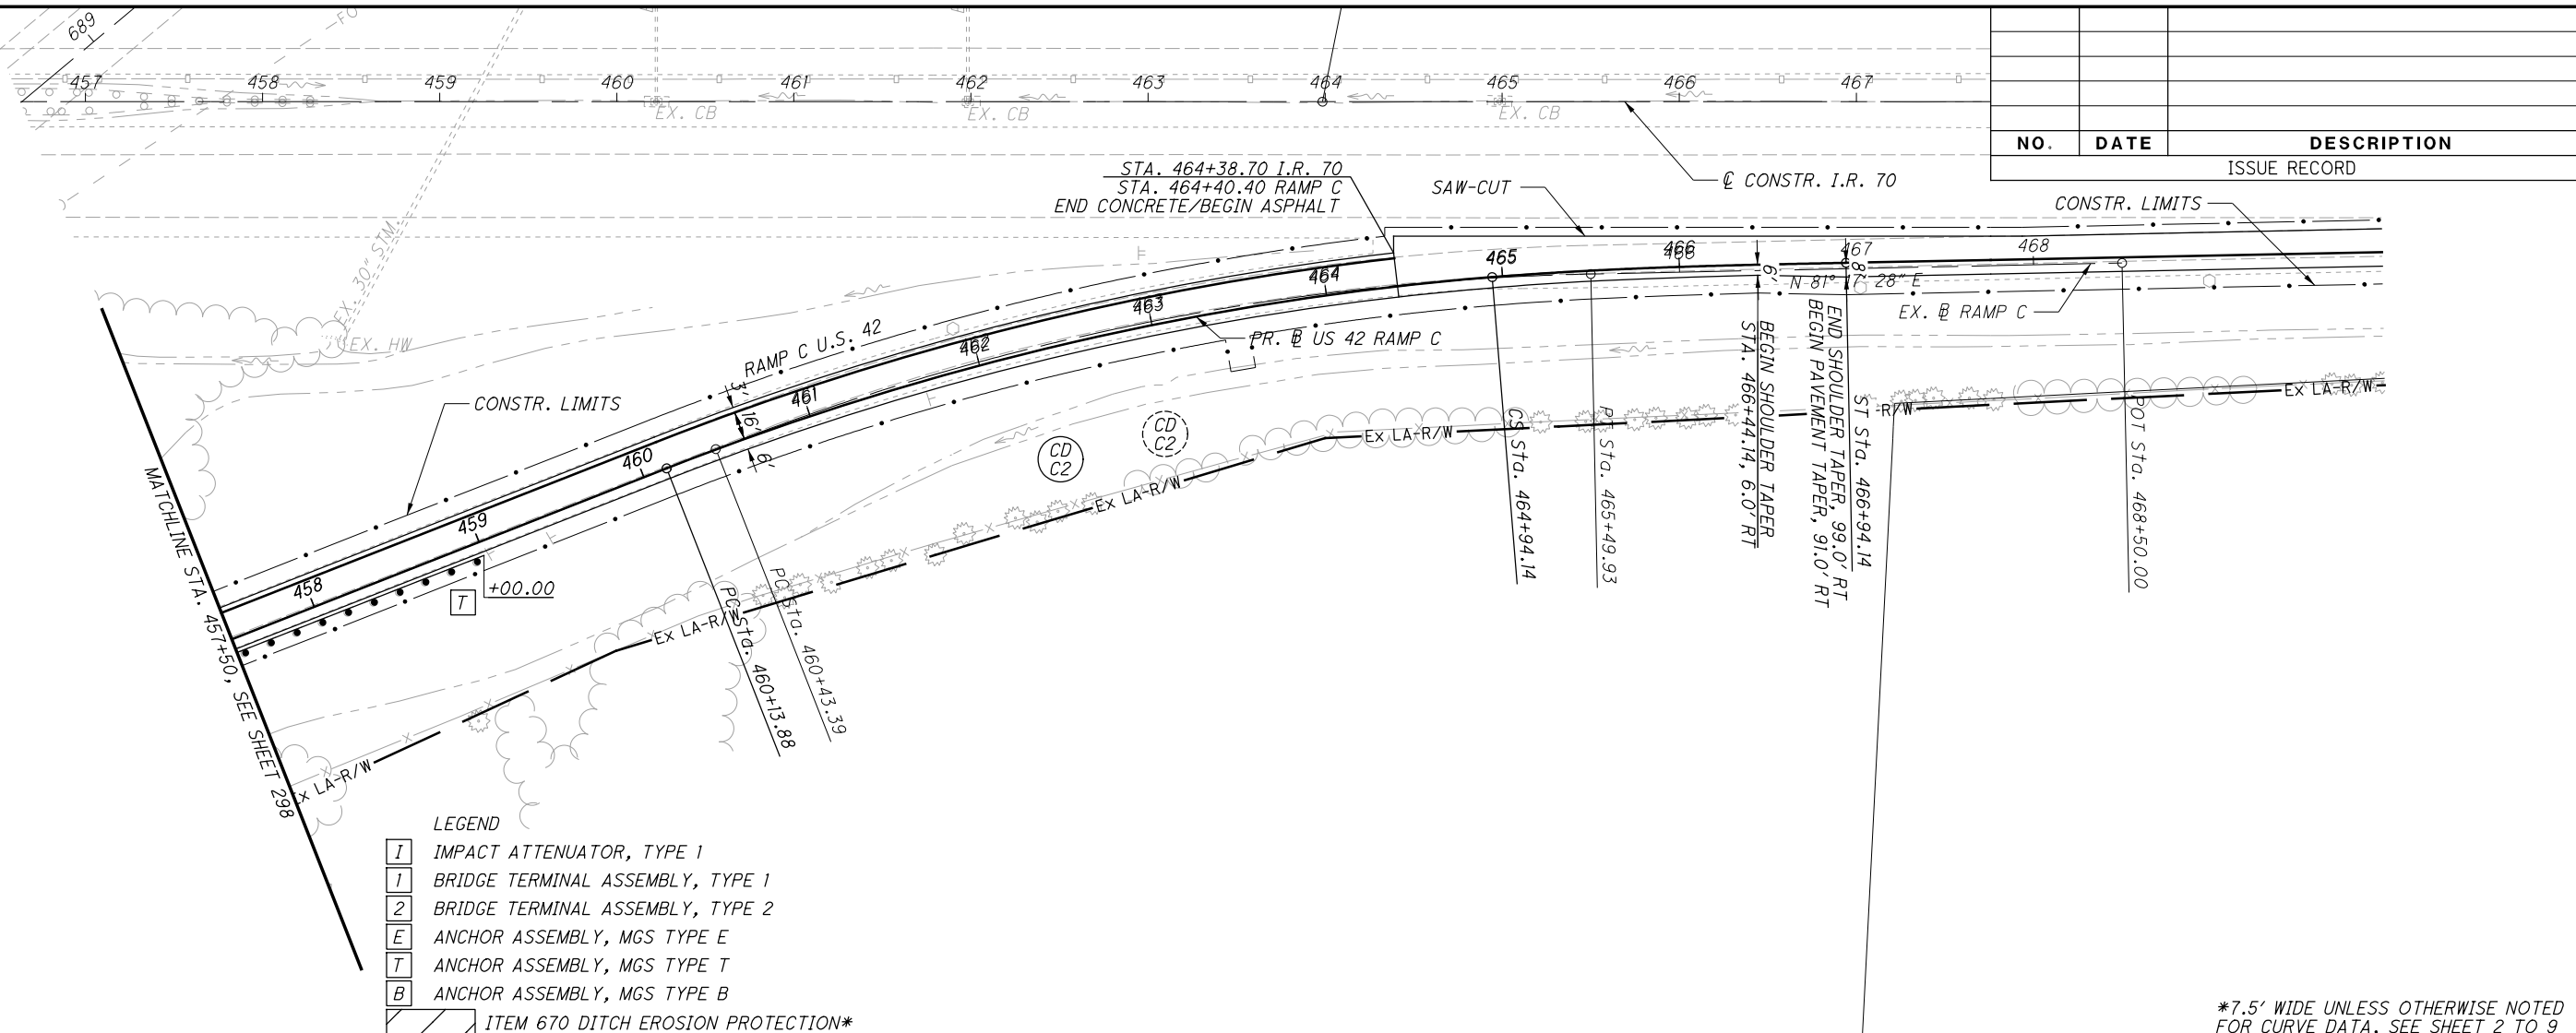 689
FO
457
458
459
460
461
462
463
464
465
466
467
EX. CB
EX. CB
EX. CB
NO. DATE DESCRIPTION
ISSUE RECORD
STA. 464+38.70 I.R. 70
STA. 464+40.40 RAMP C
END CONCRETE/BEGIN ASPHALT
SAW-CUT
℄ CONSTR. I.R. 70
CONSTR. LIMITS
EX. 30" STM.
EX. HW
RAMP C U.S. 42
3'
16'
6'
458
459
460
461
462
463
464
465
466
466
467
468
6'
8'
N 81° 17' 28" E
EX. B RAMP C
PR. B US 42 RAMP C
CONSTR. LIMITS
BEGIN SHOULDER TAPER
STA. 466+44.14, 6.0' RT
ST Sta. 466+94.14
END SHOULDER TAPER, 99.0' RT
BEGIN PAVEMENT TAPER, 91.0' RT
CS Sta. 464+94.14
PT Sta. 465+49.93
POT Sta. 468+50.00
PC Sta. 460+13.88
PC Sta. 460+43.39
CD
C2
CD
C2
Ex LA-R/W
Ex LA-R/W
Ex LA-R/W
Ex LA-R/W
-R/W
Ex LA-R/W
T
+00.00
MATCHLINE STA. 457+50, SEE SHEET 298
LEGEND
I IMPACT ATTENUATOR, TYPE 1
1 BRIDGE TERMINAL ASSEMBLY, TYPE 1
2 BRIDGE TERMINAL ASSEMBLY, TYPE 2
E ANCHOR ASSEMBLY, MGS TYPE E
T ANCHOR ASSEMBLY, MGS TYPE T
B ANCHOR ASSEMBLY, MGS TYPE B
ITEM 670 DITCH EROSION PROTECTION*
*7.5' WIDE UNLESS OTHERWISE NOTED
FOR CURVE DATA, SEE SHEET 2 TO 9